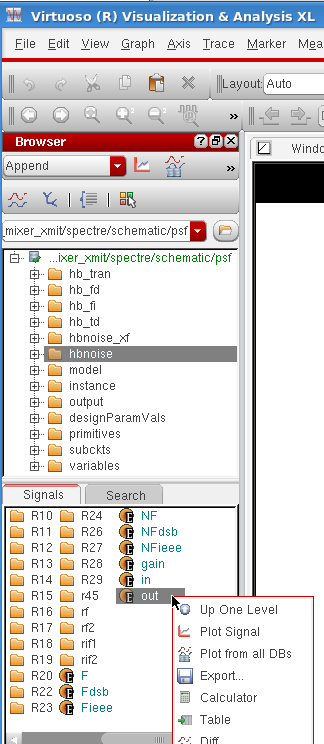 Virtuoso (R) Visualization & Analysis XL
File Edit View Graph Axis Trace Marker Mea
Layout: Auto
»
Browser
Windo
Append
»
mixer_xmit/spectre/schematic/psf
...ixer_xmit/spectre/schematic/psf
hb_tran
hb_fd
hb_fi
hb_td
hbnoise_xf
hbnoise
model
instance
output
designParamVals
primitives
subckts
variables
Signals Search
R10 R24 NF
R11 R26 NFdsb
R12 R27 NFieee
R13 R28 gain
R14 R29 in
R15 r45 out
R16 rf
R17 rf2
R18 rif1
R19 rif2
R20 F
R22 Fdsb
R23 Fieee
Up One Level
Plot Signal
Plot from all DBs
Export...
Calculator
Table
Diff